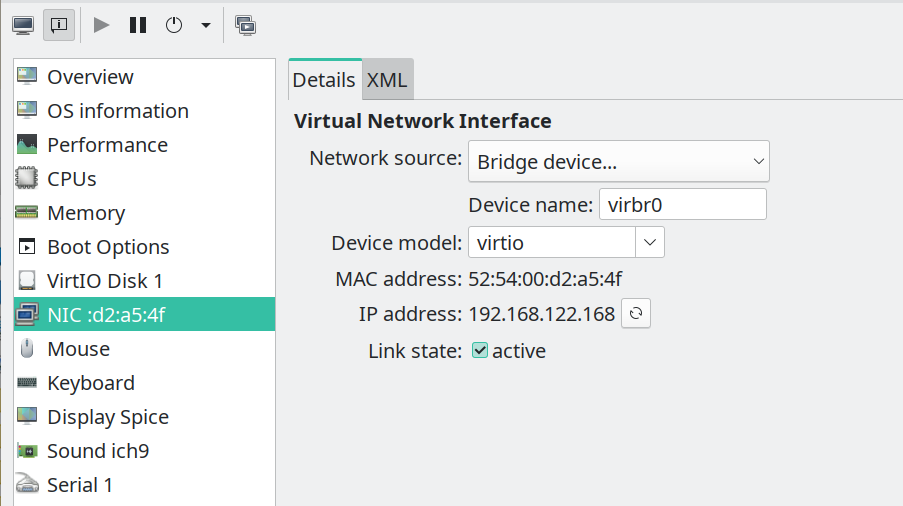 Overview
OS information
Performance
CPUs
Memory
Boot Options
VirtIO Disk 1
NIC :d2:a5:4f
Mouse
Keyboard
Display Spice
Sound ich9
Serial 1
Details XML
Virtual Network Interface
Network source: Bridge device...
Device name: virbr0
Device model: virtio
MAC address: 52:54:00:d2:a5:4f
IP address: 192.168.122.168
Link state: active